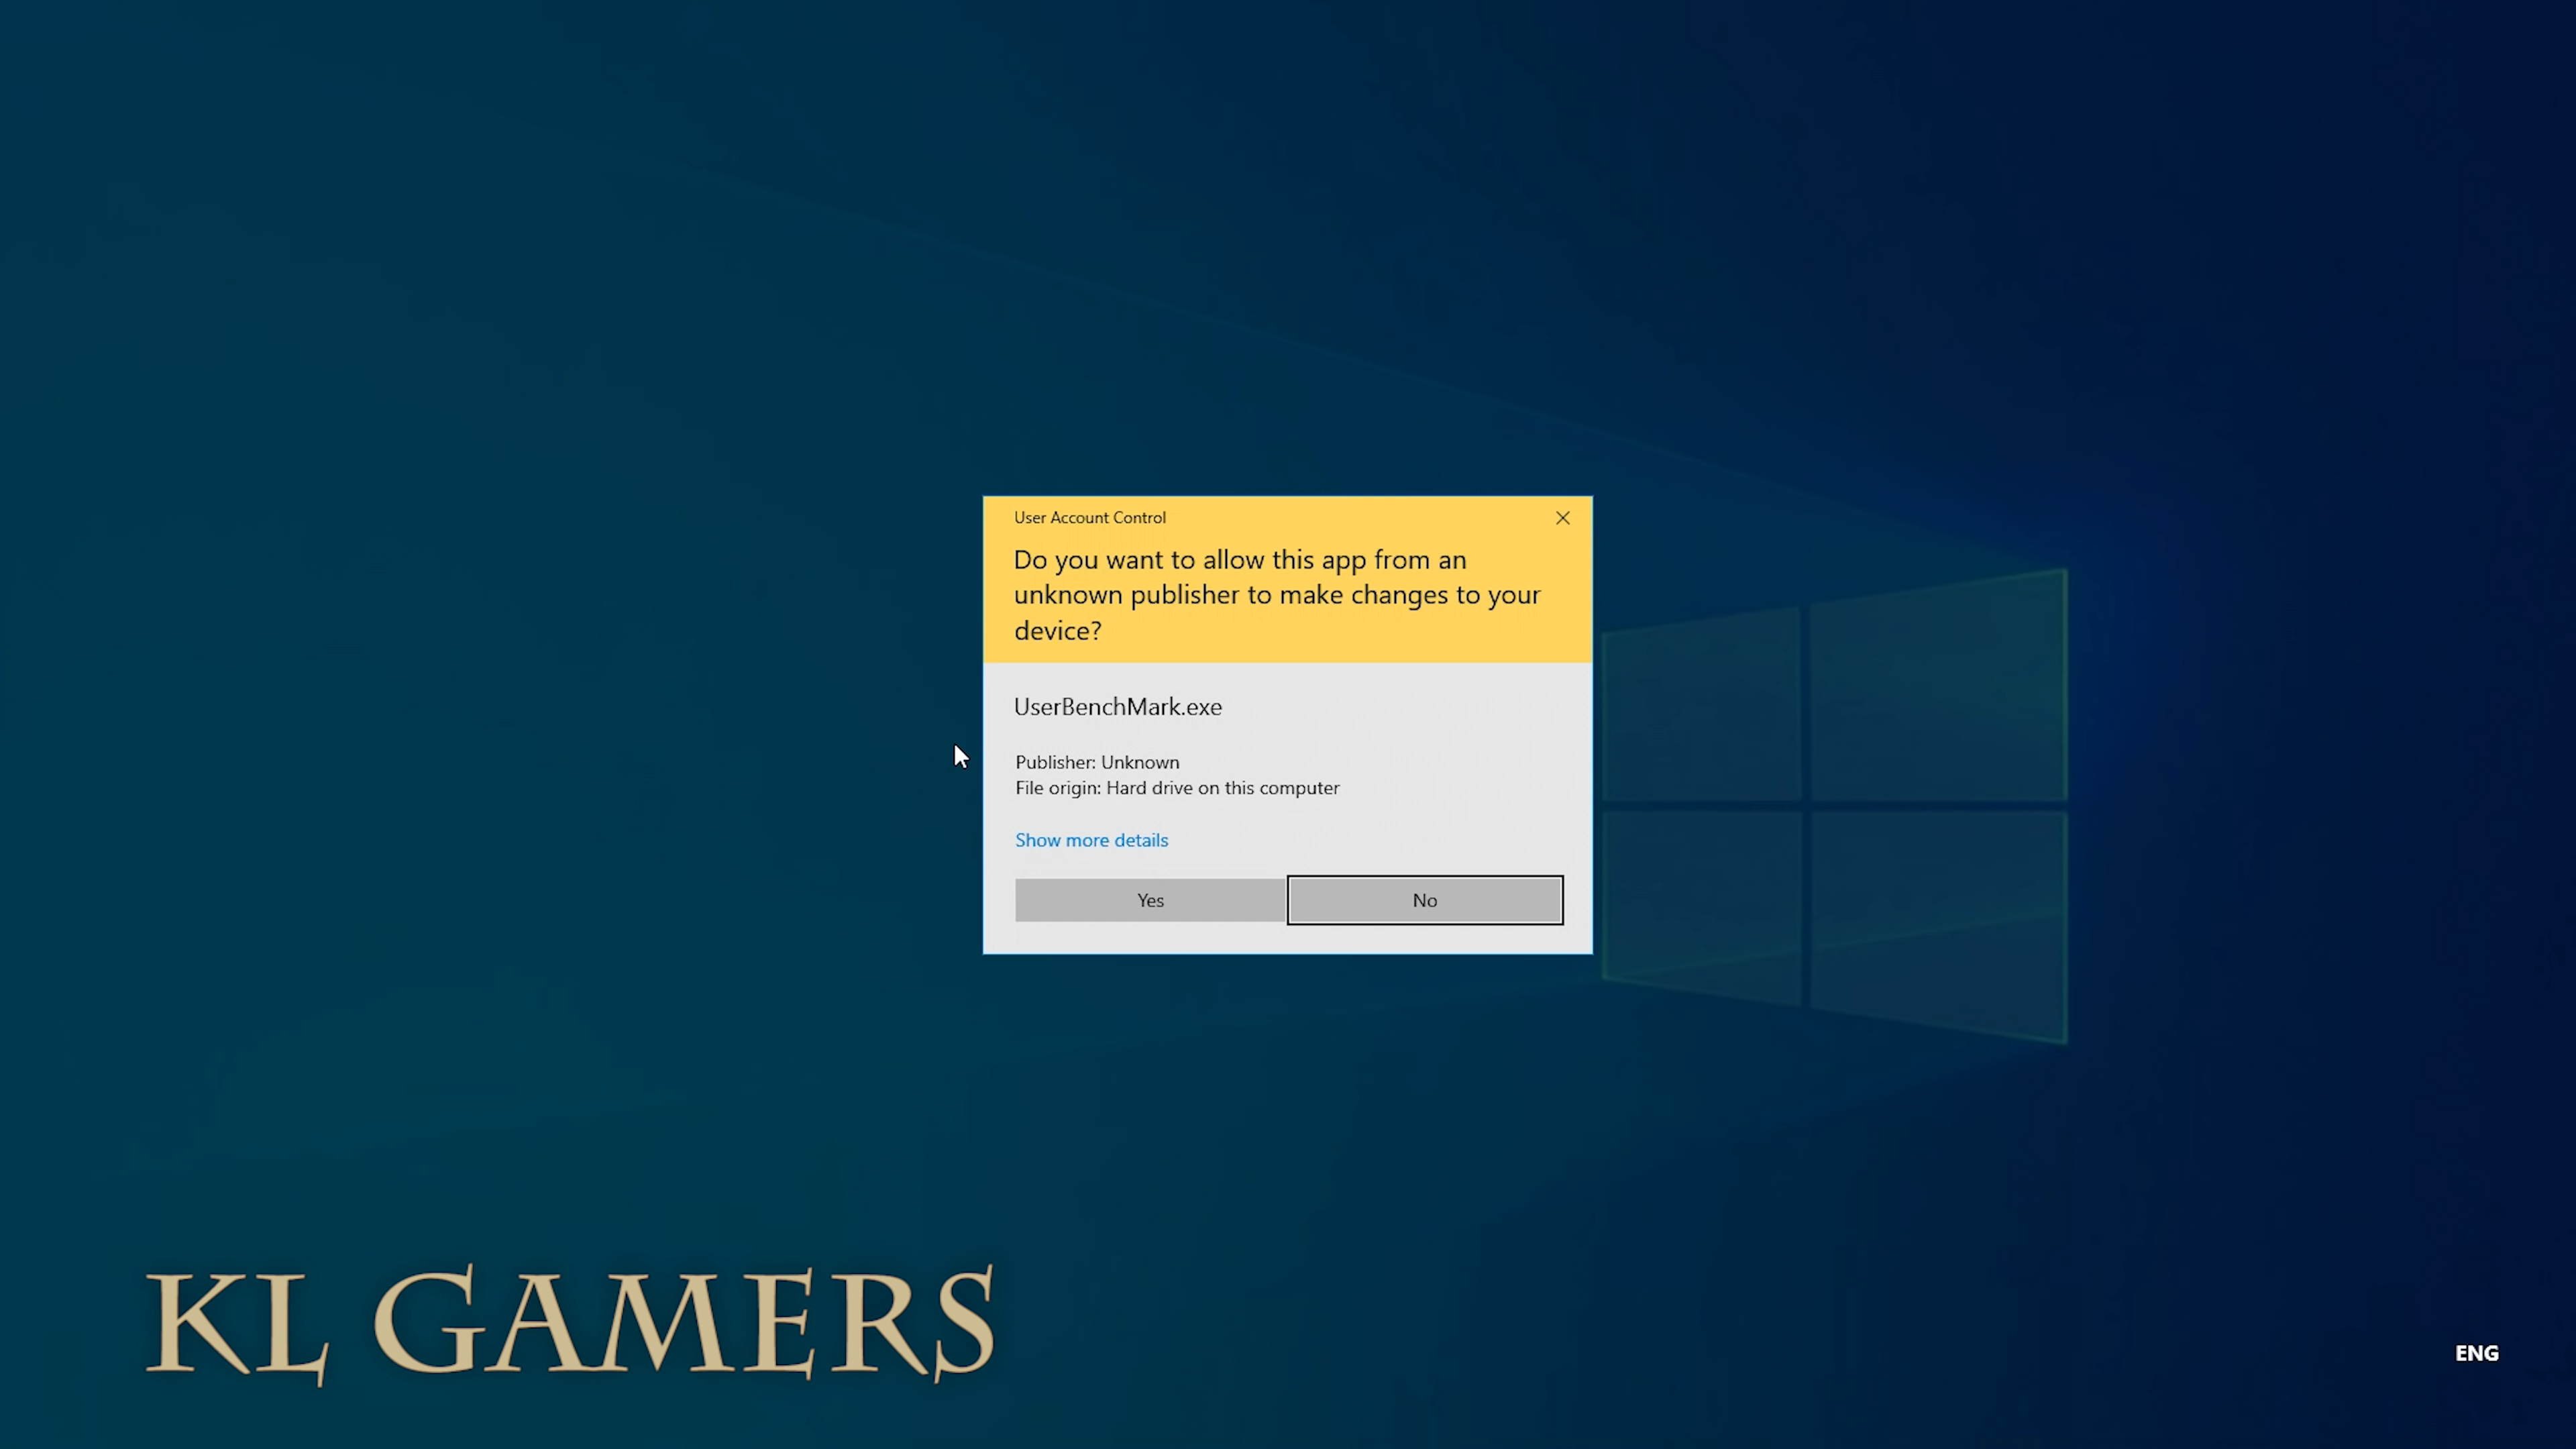 User Account Control
Do you want to allow this app from an
unknown publisher to make changes to your
device?
UserBenchMark.exe
Publisher: Unknown
File origin: Hard drive on this computer
Show more details
Yes
No
KL GAMERS
ENG